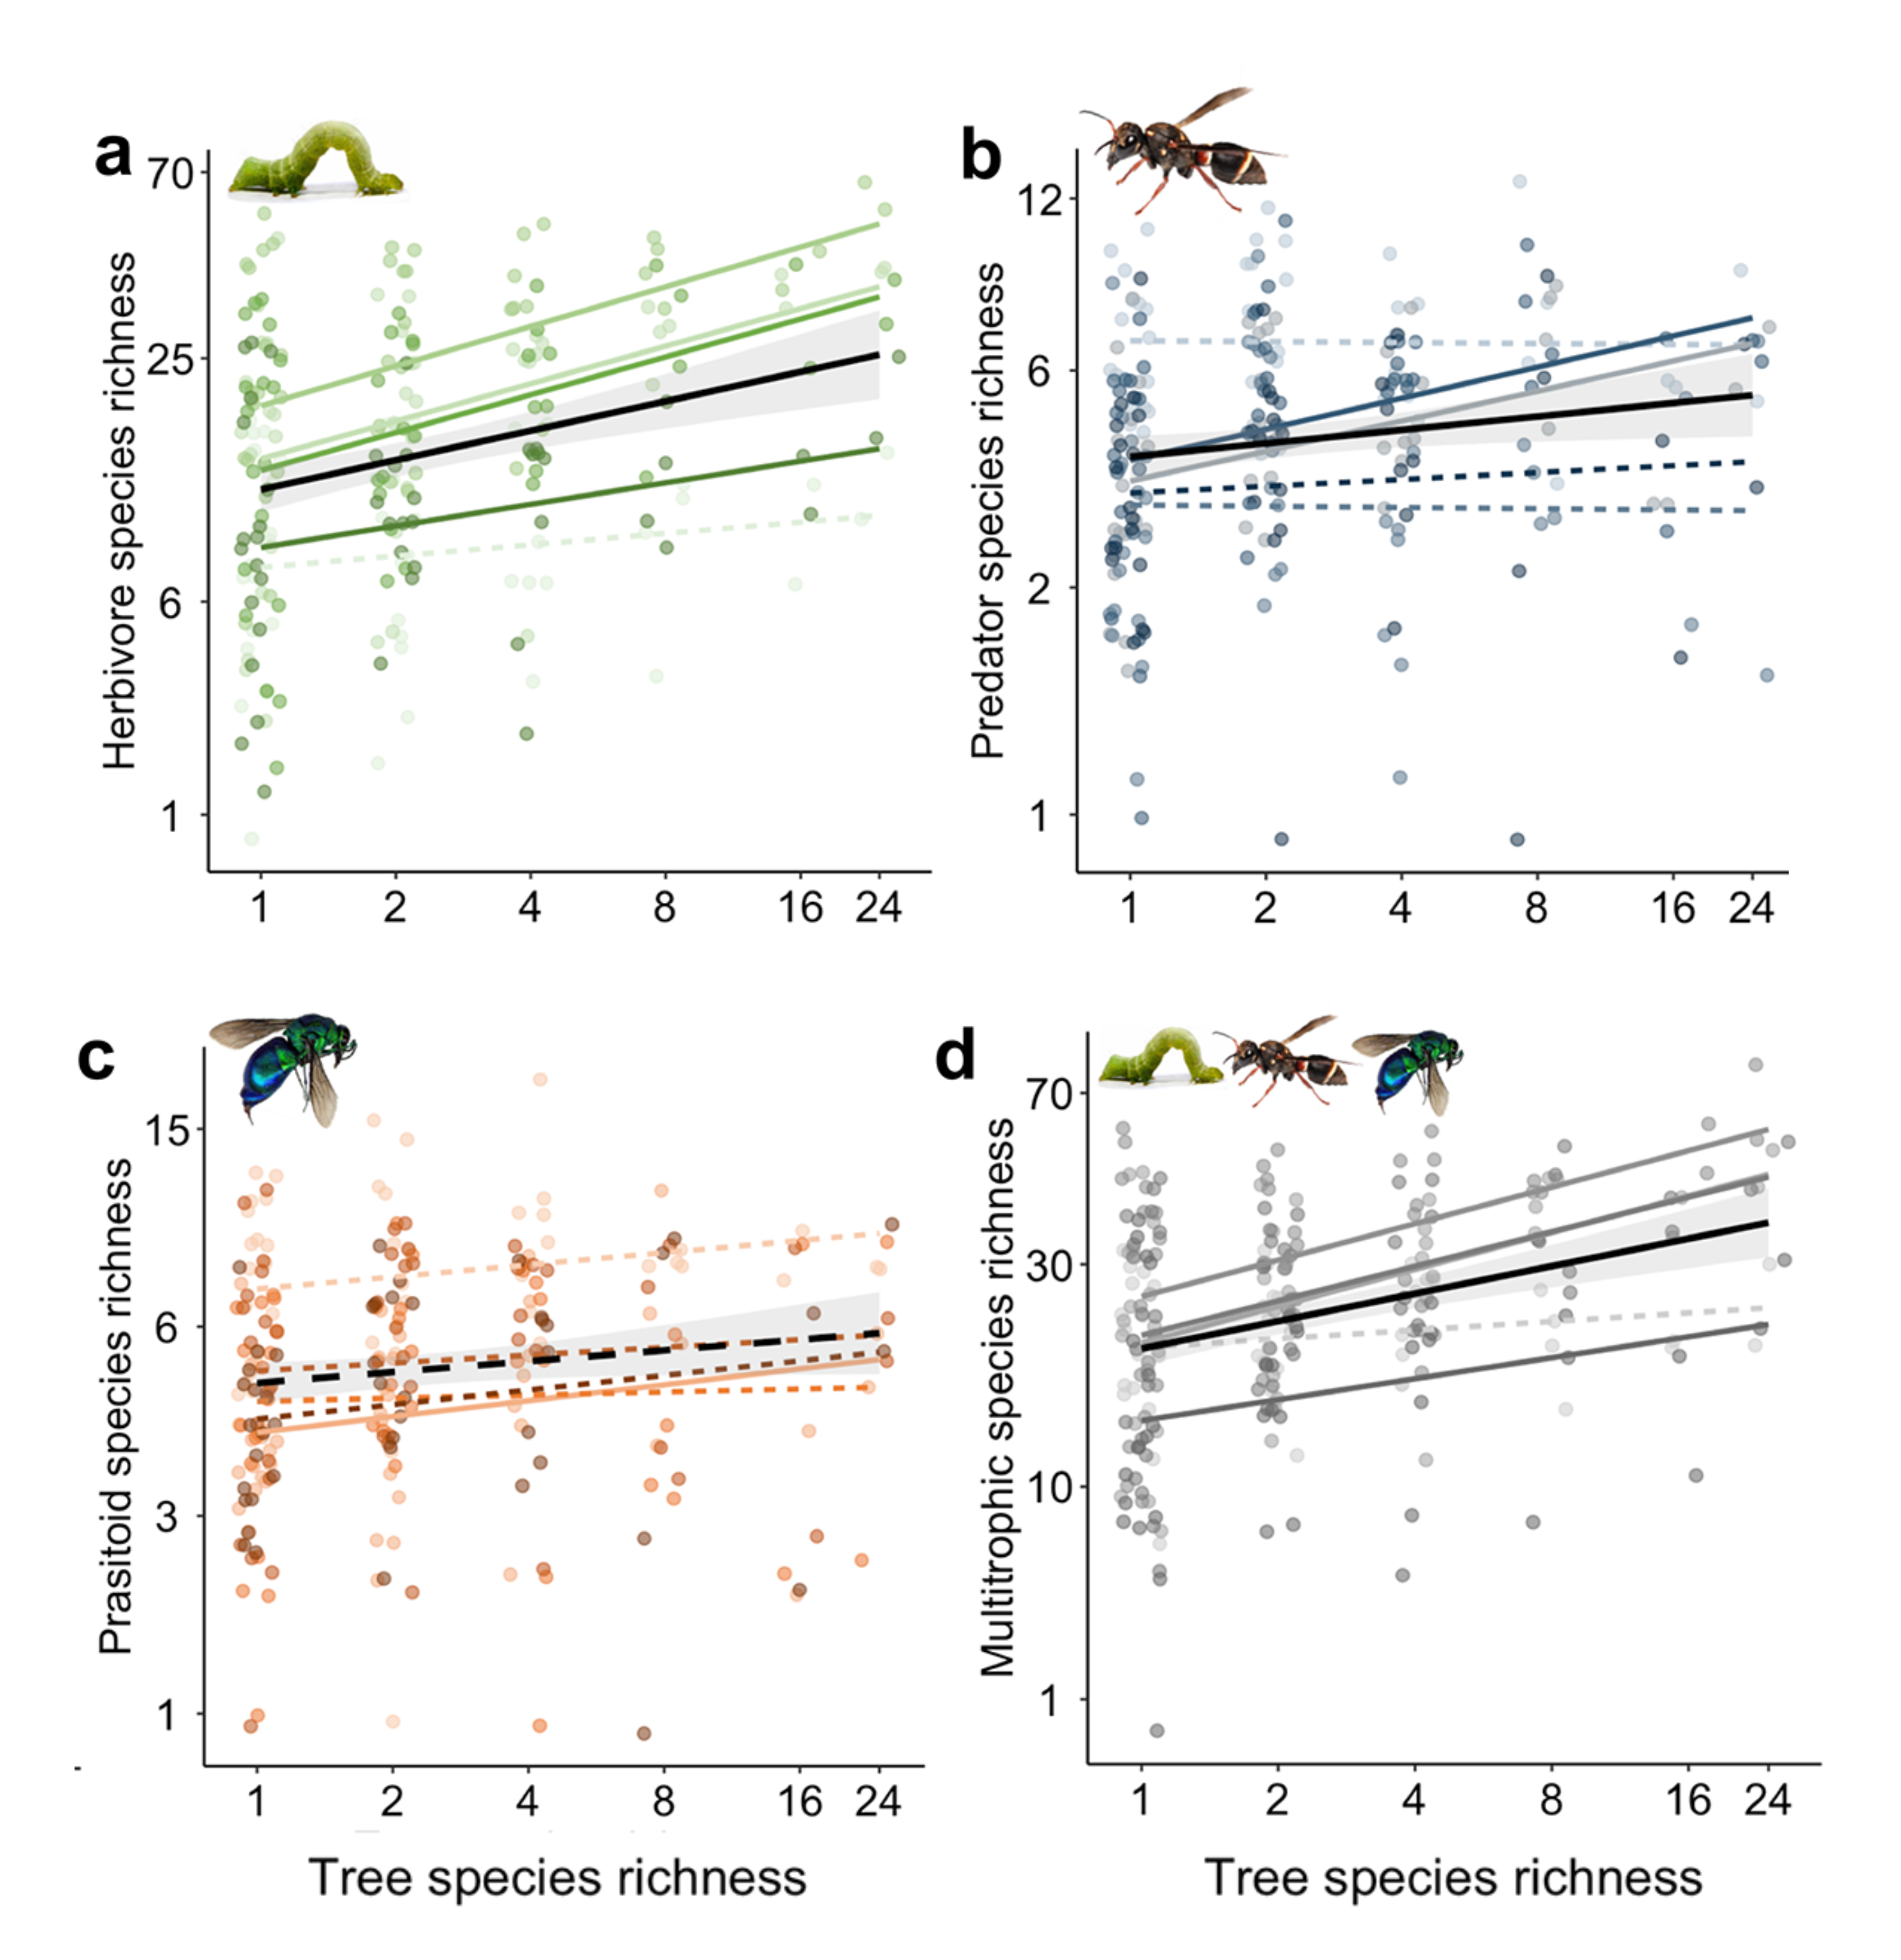 a
70
25
6
1
Herbivore species richness
1 2 4 8 16 24
b
12
6
2
1
Predator species richness
1 2 4 8 16 24
c
15
6
3
1
Prasitoid species richness
1 2 4 8 16 24
Tree species richness
d
70
30
10
1
Multitrophic species richness
1 2 4 8 16 24
Tree species richness